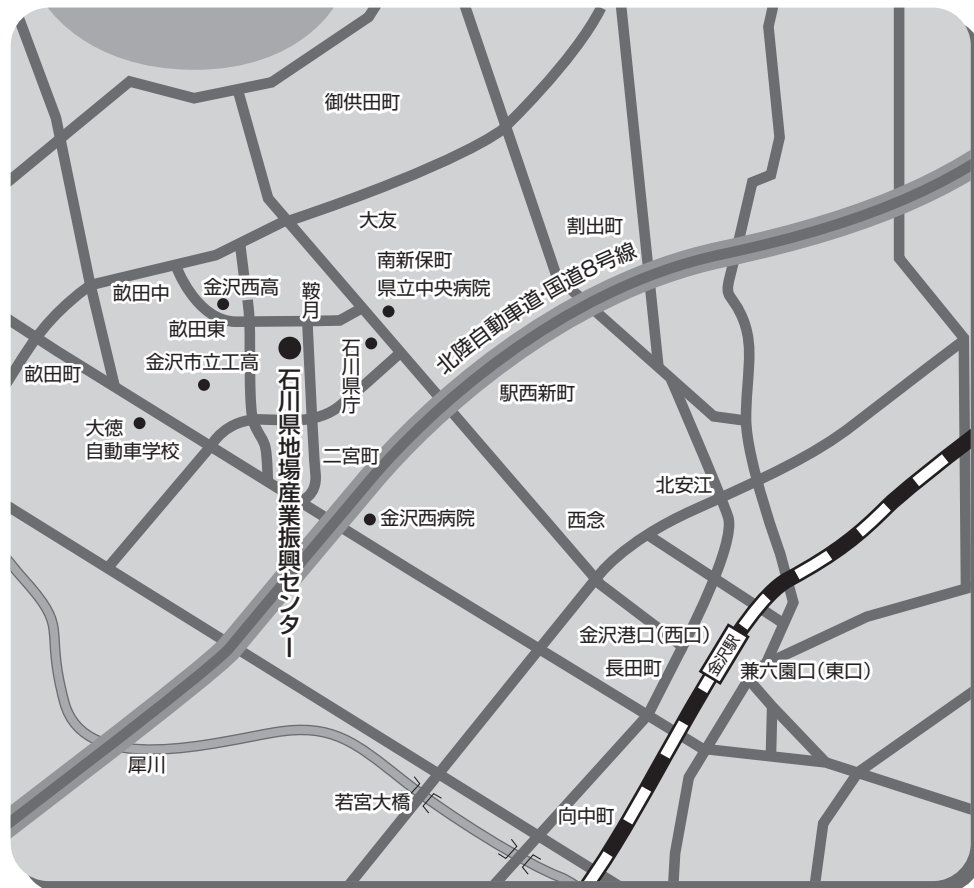 御供田町
大友
割出町
南新保町
県立中央病院
北陸自動車道・国道8号線
畝田中
金沢西高
鞍月
畝田東
金沢市立工高
石川県庁
畝田町
駅西新町
石川県地場産業振興センター
大徳
自動車学校
二宮町
北安江
金沢西病院
西念
金沢港口(西口)
金沢駅
長田町
兼六園口(東口)
犀川
若宮大橋
向中町